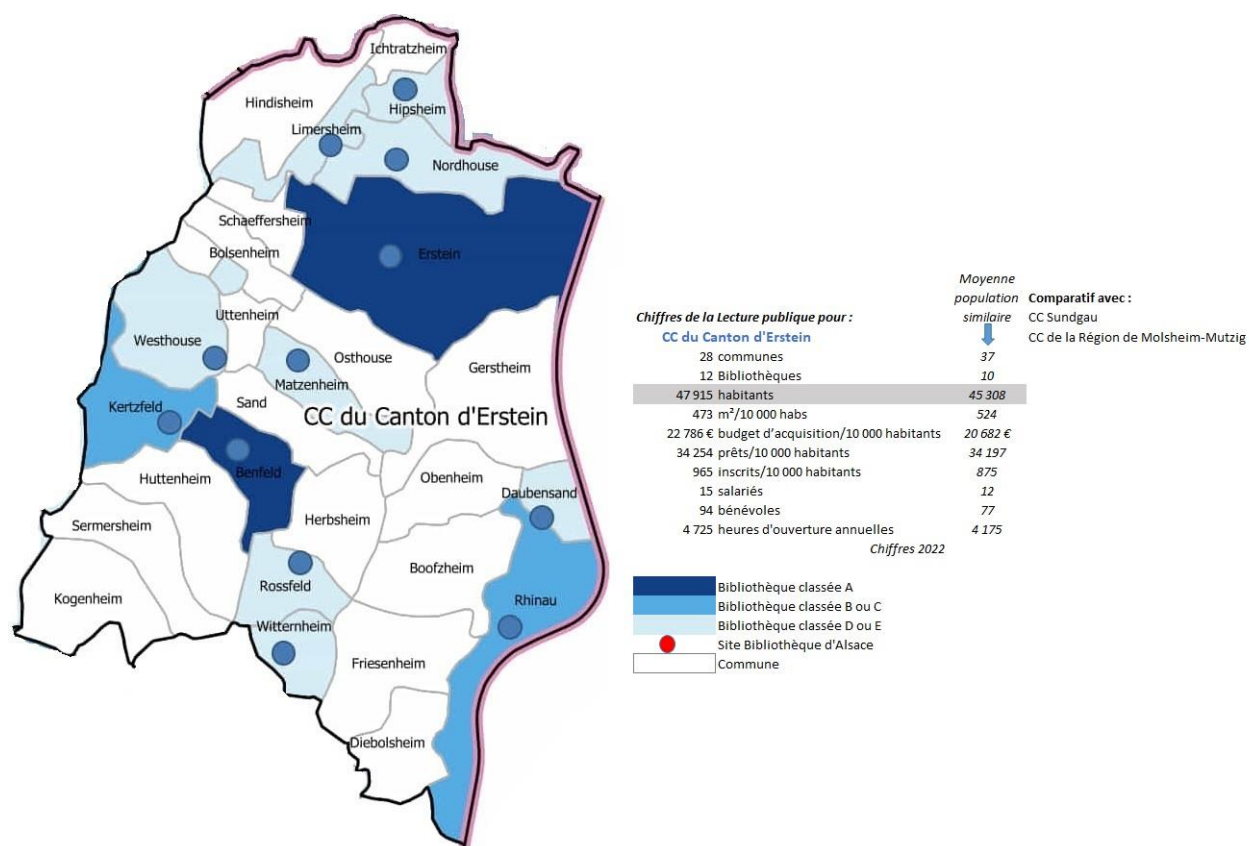 Ichtratzheim
Hindisheim
Hipsheim
Limersheim
Nordhouse
Schaeffersheim
Bolsenheim
Erstein
Uttenheim
Westhouse
Osthouse
Gerstheim
Matzenheim
Kertzfeld
Sand
CC du Canton d'Erstein
Benfeld
Huttenheim
Obenheim
Daubensand
Herbsheim
Sermersheim
Boofzheim
Rossfeld
Kogenheim
Rhinau
Witternheim
Friesenheim
Diebolsheim
Moyenne
population
similaire
Comparatif avec :
CC Sundgau
CC de la Région de Molsheim-Mutzig
Chiffres de la Lecture publique pour :
CC du Canton d'Erstein
28 communes 37
12 Bibliothèques 10
47 915 habitants 45 308
473 m²/10 000 habs 524
22 786 € budget d'acquisition/10 000 habitants 20 682 €
34 254 prêts/10 000 habitants 34 197
965 inscrits/10 000 habitants 875
15 salariés 12
94 bénévoles 77
4 725 heures d'ouverture annuelles 4 175
Chiffres 2022
Bibliothèque classée A
Bibliothèque classée B ou C
Bibliothèque classée D ou E
Site Bibliothèque d'Alsace
Commune